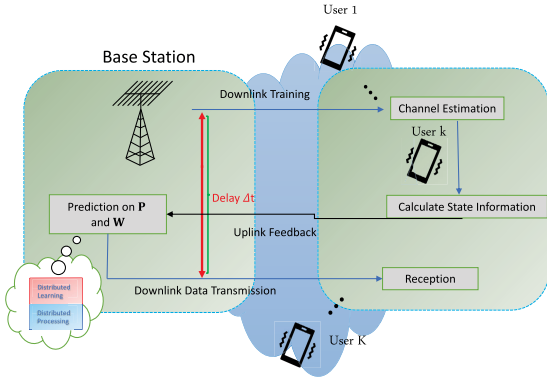 User 1
Base Station
Downlink Training
Channel Estimation
User k
Delay Δt
Prediction on P
and W
Calculate State Information
Uplink Feedback
Reception
Distributed
Learning
Distributed
Processing
Downlink Data Transmission
User K